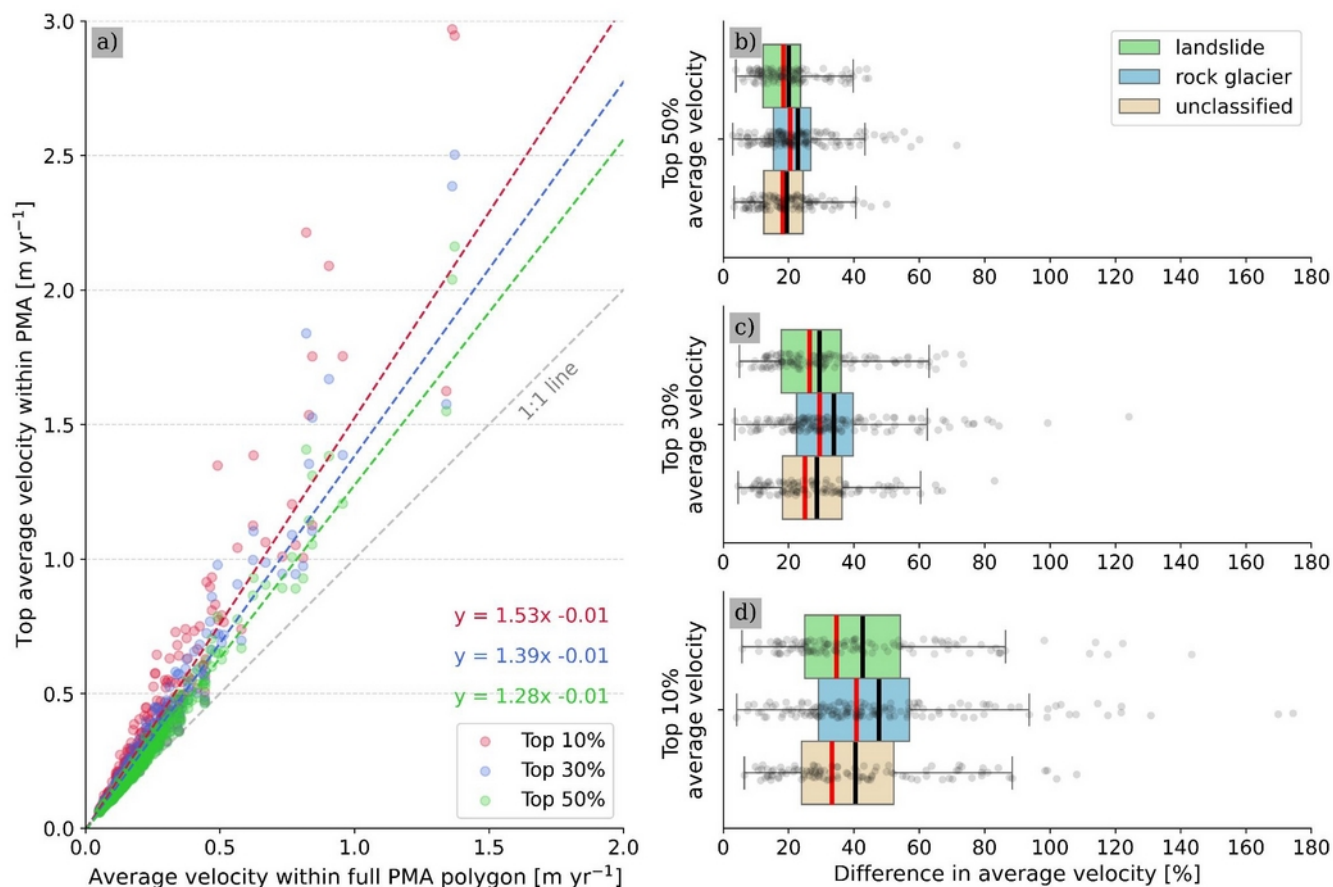 a)
3.0
2.5
2.0
1.5
1.0
0.5
0.0
0.0 0.5 1.0 1.5 2.0
Top average velocity within PMA [m yr⁻¹]
Average velocity within full PMA polygon [m yr⁻¹]
1:1 line
y = 1.53x -0.01
y = 1.39x -0.01
y = 1.28x -0.01
Top 10%
Top 30%
Top 50%
b)
Top 50%
average velocity
landslide
rock glacier
unclassified
0 20 40 60 80 100 120 140 160 180
c)
Top 30%
average velocity
0 20 40 60 80 100 120 140 160 180
d)
Top 10%
average velocity
0 20 40 60 80 100 120 140 160 180
Difference in average velocity [%]